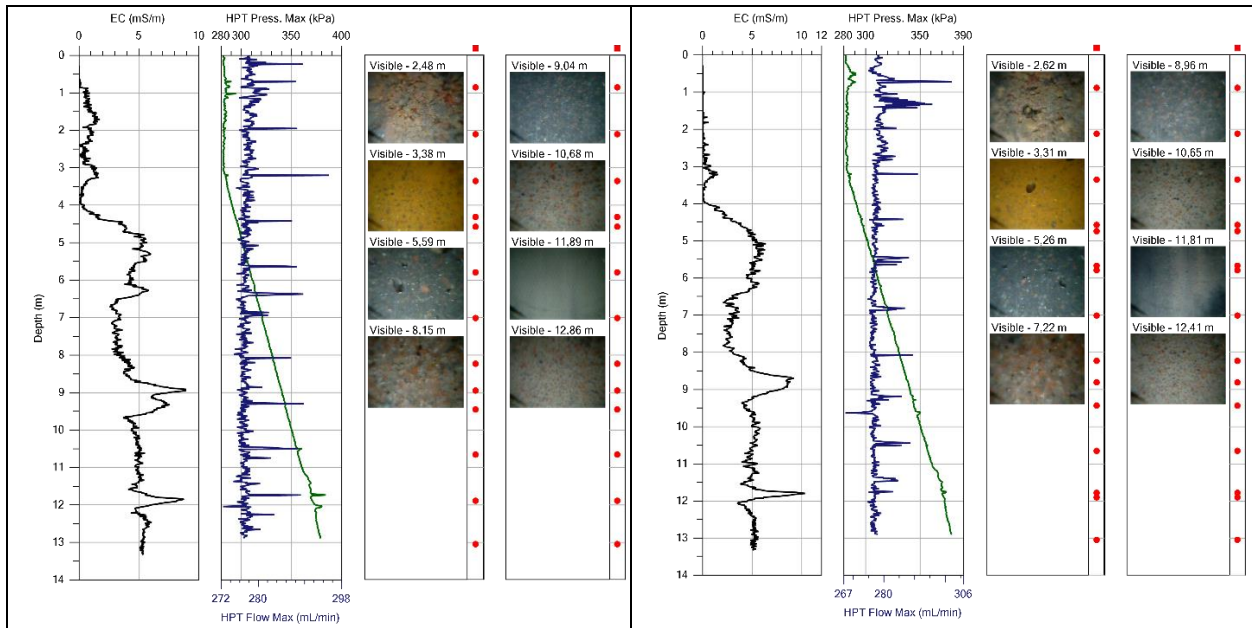 EC (mS/m)
0 5 10
HPT Press. Max (kPa)
280 300 350 400
0
1
2
3
4
5
6
7
8
9
10
11
12
13
14
Depth (m)
272 280 298
HPT Flow Max (mL/min)
Visible - 2,48 m
Visible - 3,38 m
Visible - 5,59 m
Visible - 8,15 m
Visible - 9,04 m
Visible - 10,68 m
Visible - 11,89 m
Visible - 12,86 m
EC (mS/m)
0 5 10 12
HPT Press. Max (kPa)
280 300 350 390
0
1
2
3
4
5
6
7
8
9
10
11
12
13
14
Depth (m)
267 280 306
HPT Flow Max (mL/min)
Visible - 2,62 m
Visible - 3,31 m
Visible - 5,26 m
Visible - 7,22 m
Visible - 8,96 m
Visible - 10,65 m
Visible - 11,81 m
Visible - 12,41 m